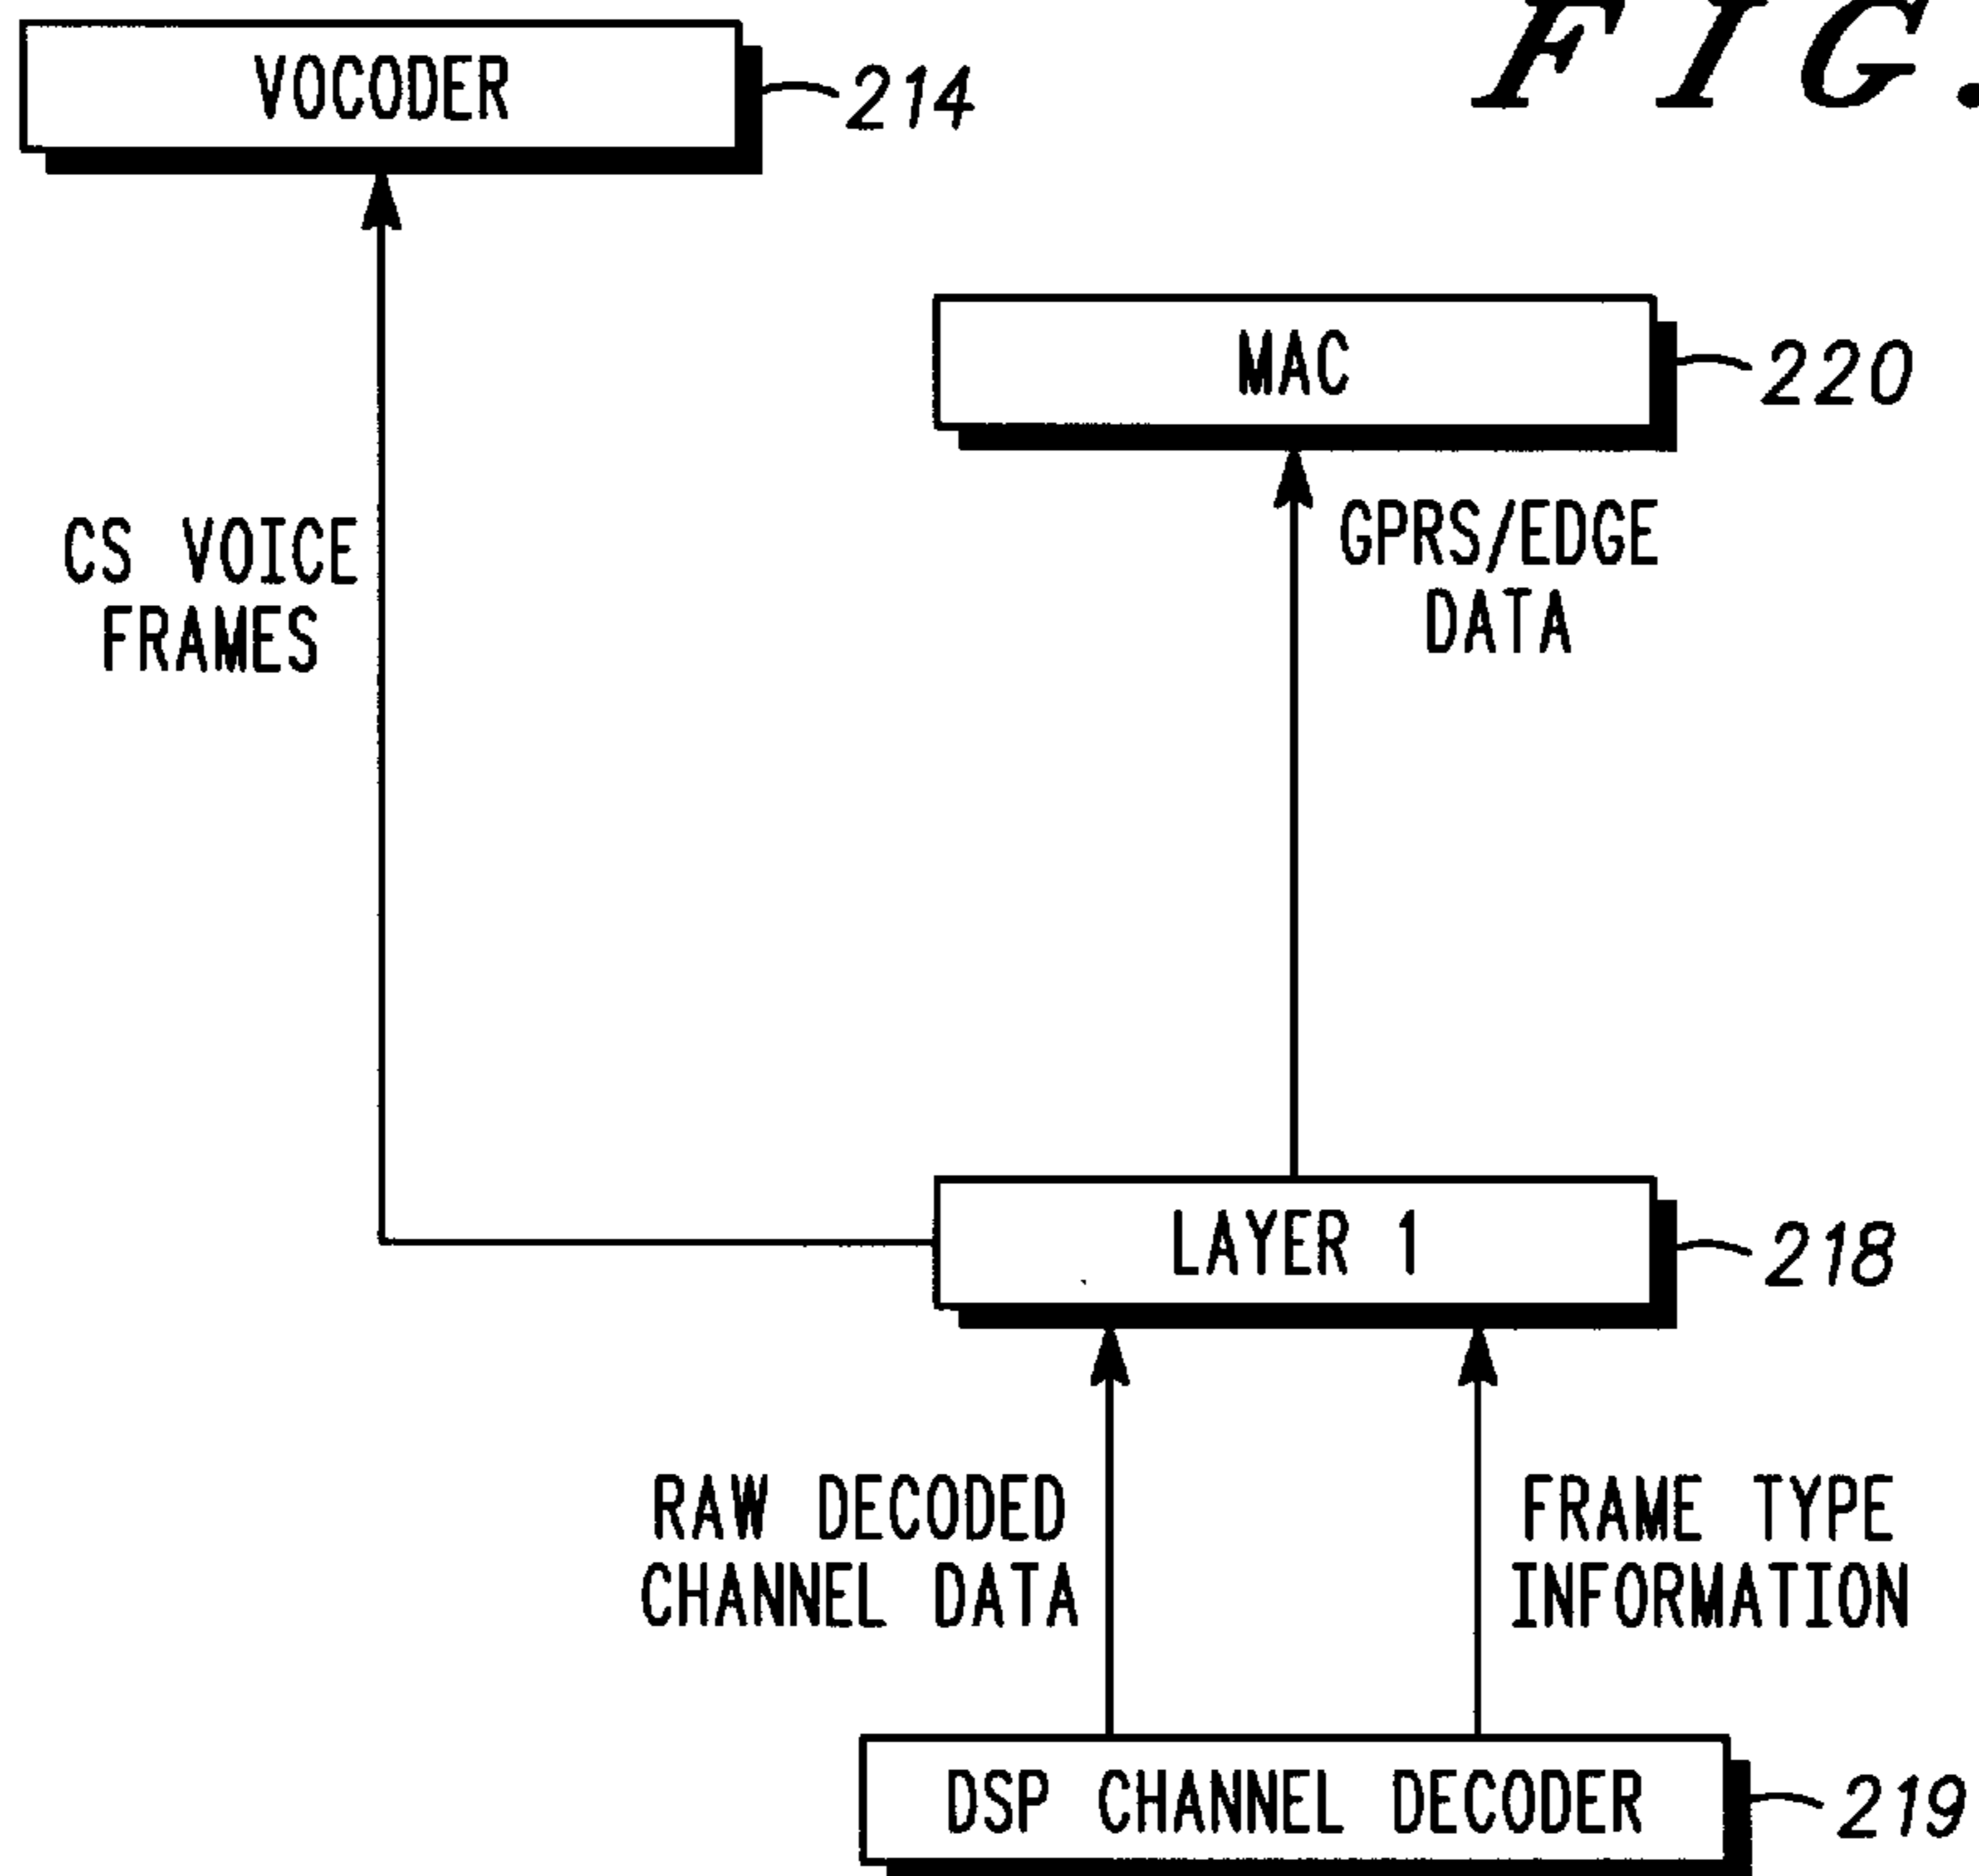 FIG.
VOCODER
214
MAC
220
CS VOICE
FRAMES
GPRS/EDGE
DATA
LAYER 1
218
RAW DECODED
CHANNEL DATA
FRAME TYPE
INFORMATION
DSP CHANNEL DECODER
219